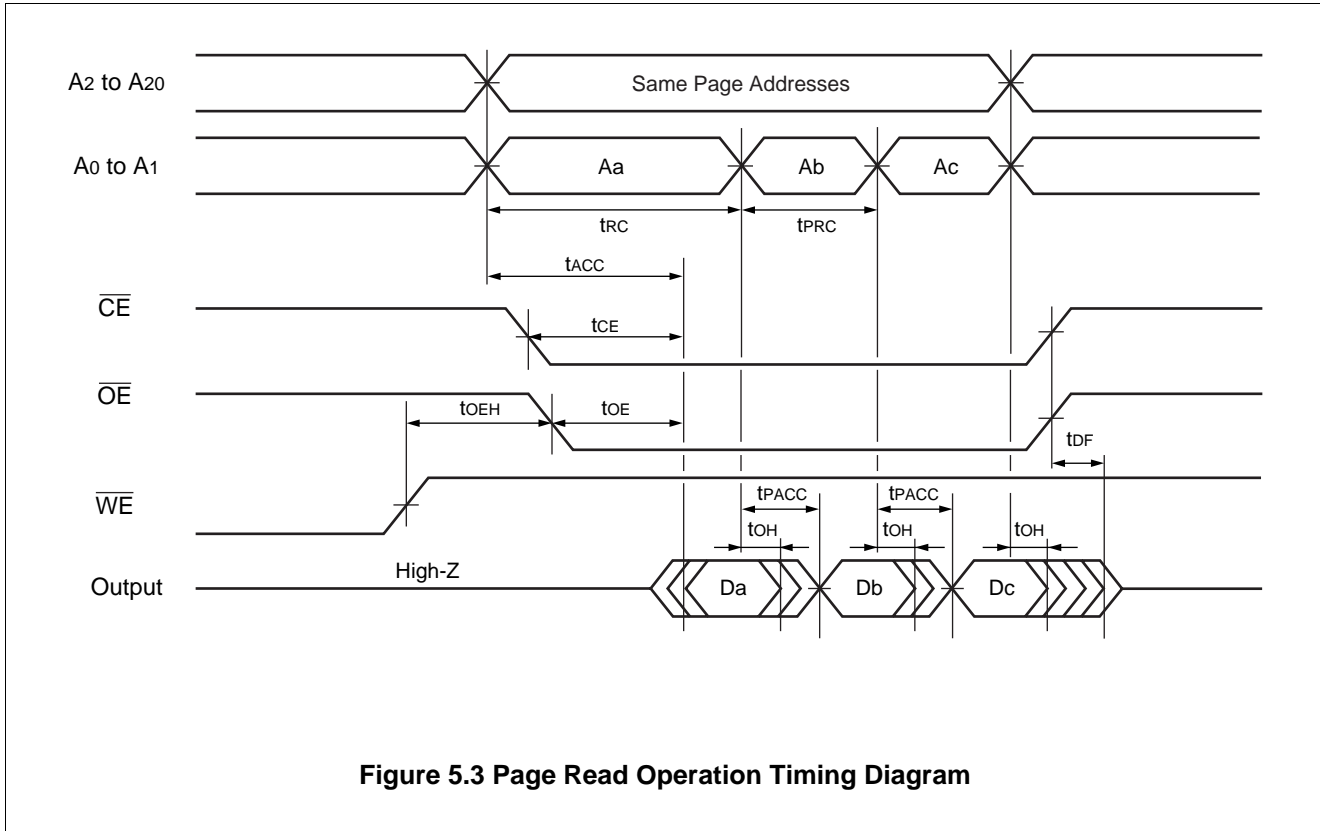 A2 to A20
Same Page Addresses
A0 to A1
Aa
Ab
Ac
tRC
tPRC
tACC
CE
tCE
OE
tOEH
tOE
tDF
WE
tPACC
tPACC
tOH
tOH
tOH
High-Z
Output
Da
Db
Dc
Figure 5.3 Page Read Operation Timing Diagram